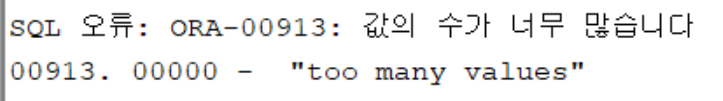 SQL 오류: ORA-00913: 값의 수가 너무 많습니다
00913. 00000 -  "too many values"